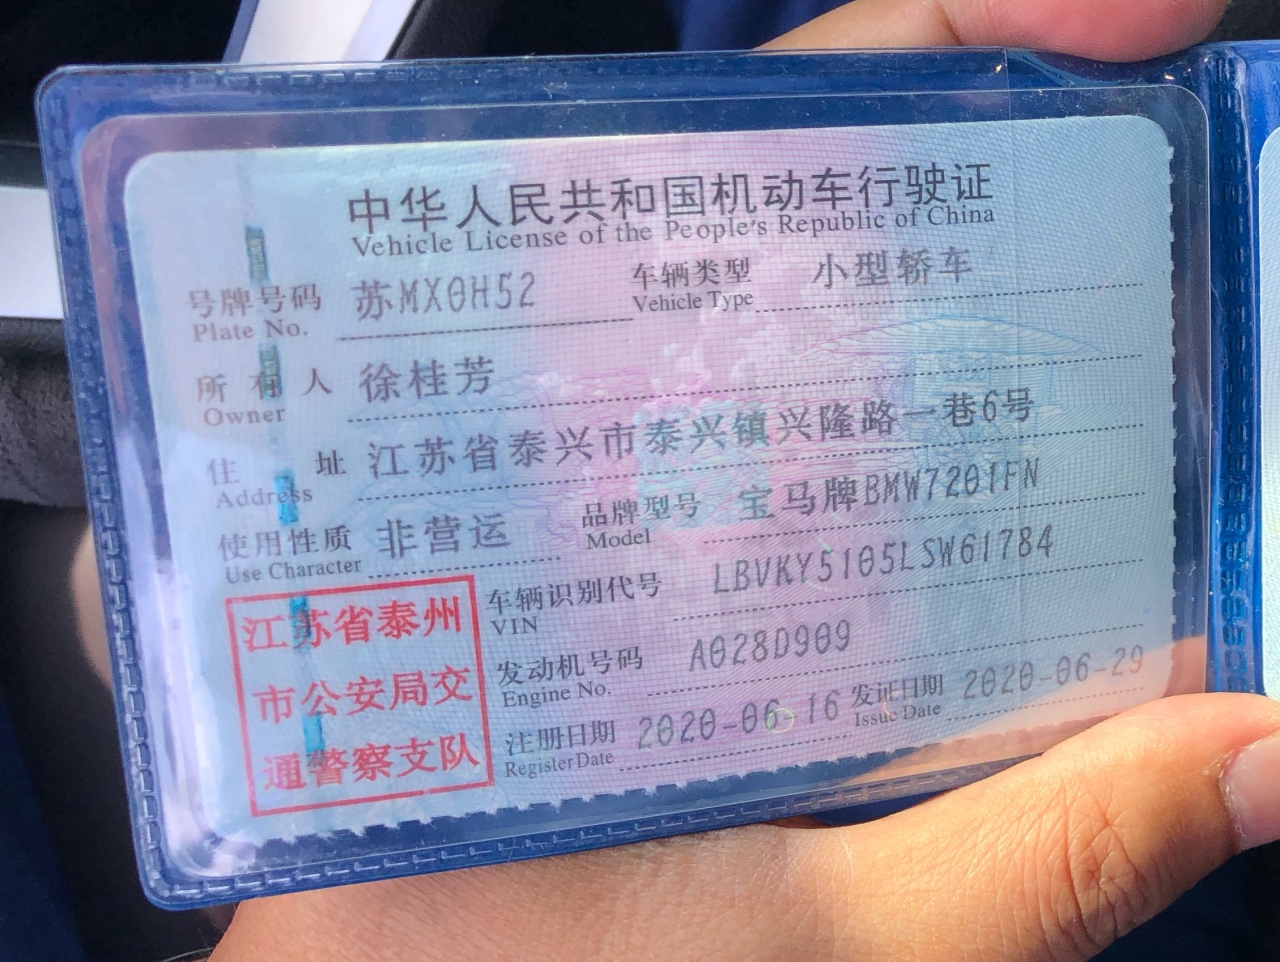 中华人民共和国机动车行驶证
Vehicle License of the People's Republic of China
号牌号码 苏MX0H52 车辆类型 小型轿车
Plate No. Vehicle Type
所有人 徐桂芳
Owner
住址 江苏省泰兴市泰兴镇兴隆路一巷6号
Address
使用性质 非营运 品牌型号 宝马牌BMW7201FN
Use Character Model
车辆识别代号 LBVKY5105LSW61784
VIN
发动机号码 A028D909
Engine No.
注册日期 2020-06-16 发证日期 2020-06-29
Register Date Issue Date
江苏省泰州
市公安局交
通警察支队